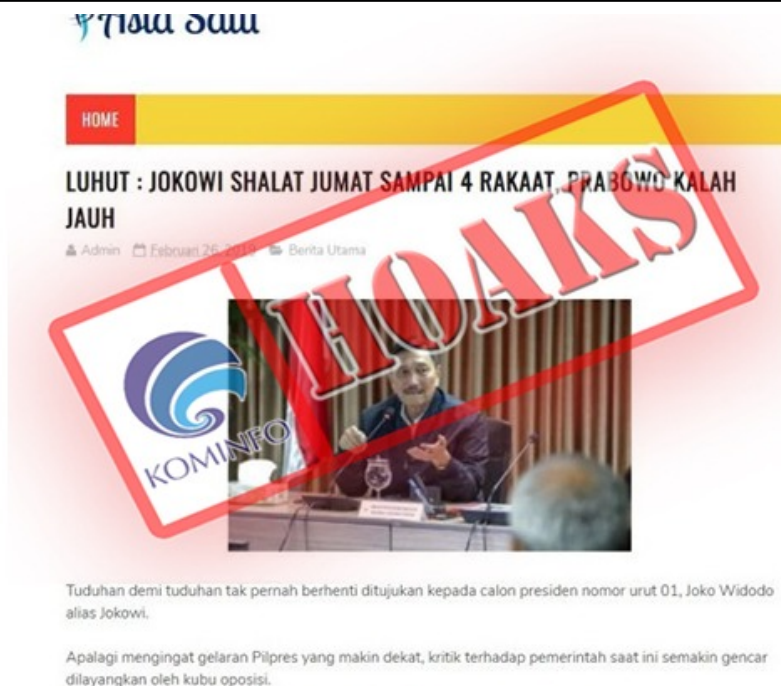 Asia Satu
HOME
LUHUT : JOKOWI SHALAT JUMAT SAMPAI 4 RAKAAT, PRABOWO KALAH
JAUH
Admin Februari 26, 2019 Berita Utama
HOAKS
KOMINFO
Tuduhan demi tuduhan tak pernah berhenti ditujukan kepada calon presiden nomor urut 01, Joko Widodo
alias Jokowi.
Apalagi mengingat gelaran Pilpres yang makin dekat, kritik terhadap pemerintah saat ini semakin gencar
dilayangkan oleh kubu oposisi.